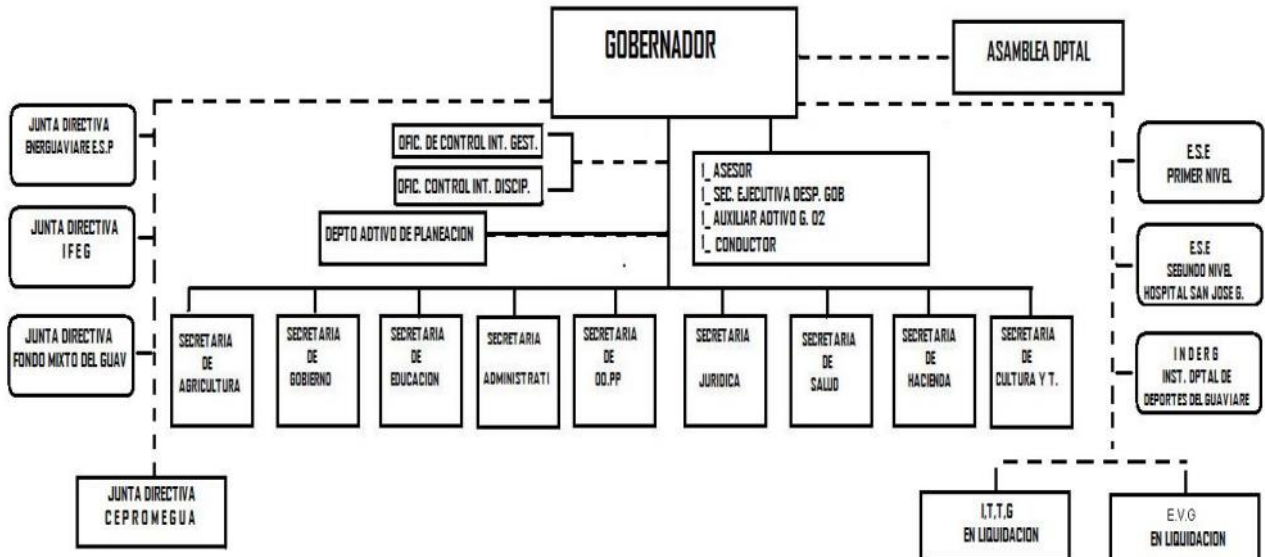 GOBERNADOR
ASAMBLEA DPTAL
JUNTA DIRECTIVA
ENERGUAVIARE E.S.P
JUNTA DIRECTIVA
I F E G
JUNTA DIRECTIVA
FONDO MIXTO DEL GUAV
JUNTA DIRECTIVA
C E P R O M E G U A
OFIC. DE CONTROL INT. GEST.
OFIC. CONTROL INT. DISCIP.
DEPTO ADTIVO DE PLANEACION
1_ ASESOR
1_ SEC. EJECUTIVA DESP. GOB
1_ AUXILIAR ADTIVO G. 02
1_ CONDUCTOR
E.S.E
PRIMER NIVEL
E.S.E
SEGUNDO NIVEL
HOSPITAL SAN JOSE G.
I N D E R G
INST. DPTAL DE
DEPORTES DEL GUAVIARE
SECRETARIA
DE
AGRICULTURA
SECRETARIA
DE
GOBIERNO
SECRETARIA
DE
EDUCACION
SECRETARIA
ADMINISTRATI
SECRETARIA
DE
OO.PP
SECRETARIA
JURIDICA
SECRETARIA
DE
SALUD
SECRETARIA
DE
HACIENDA
SECRETARIA
DE
CULTURA Y T.
I,T,T,G
EN LIQUIDACION
E.V.G
EN LIQUIDACION